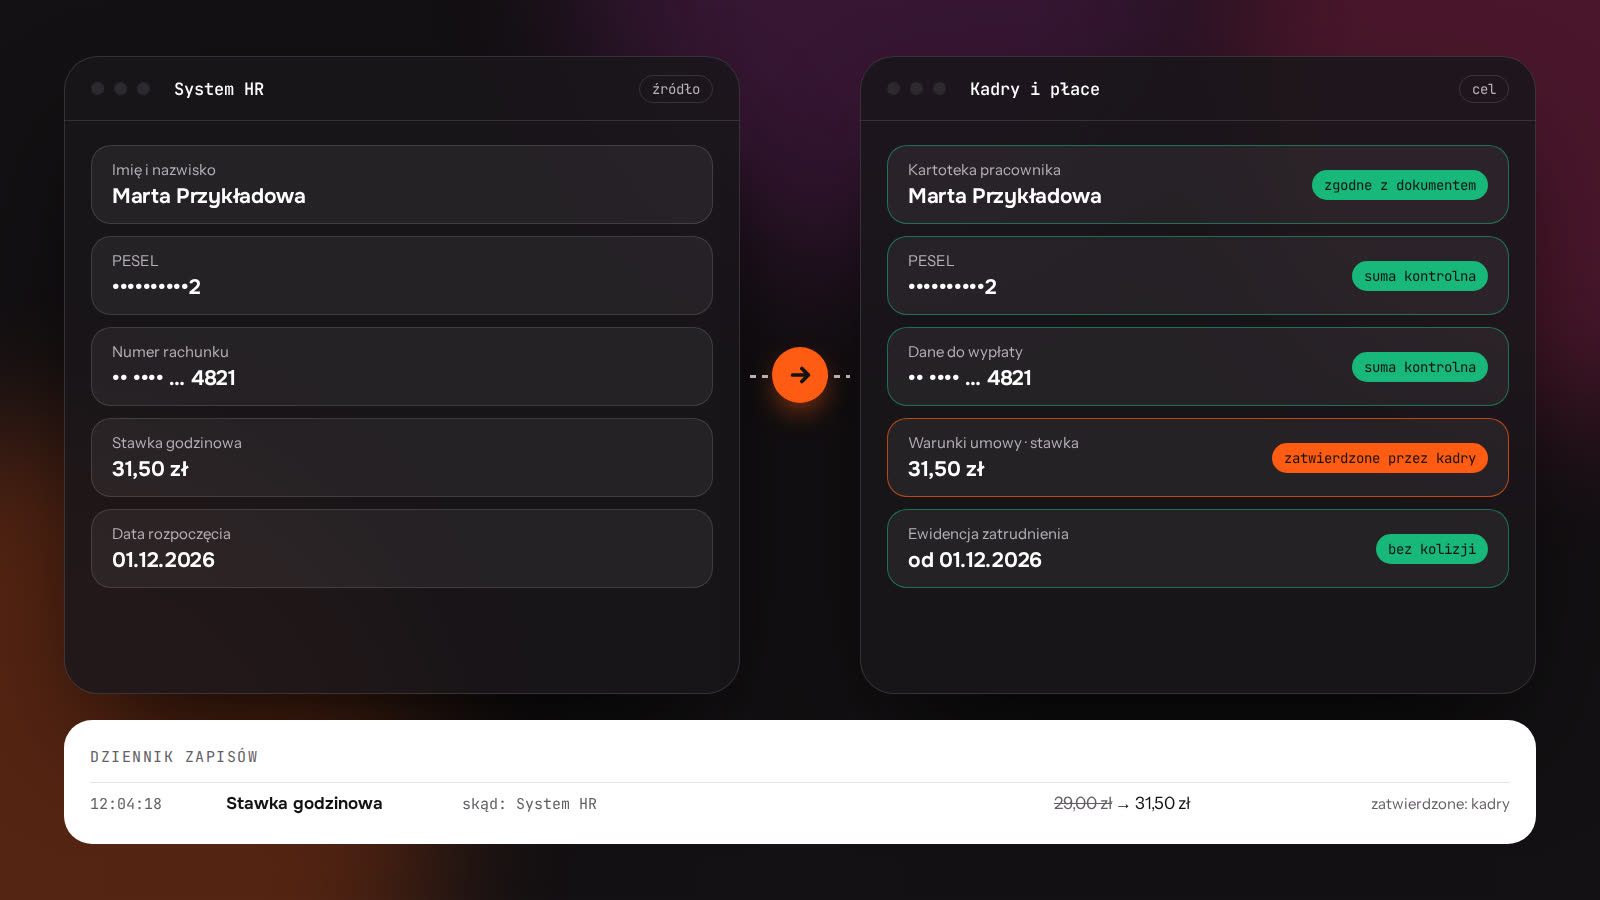 System HR
źródło
Imię i nazwisko
Marta Przykładowa
PESEL
••••••••••2
Numer rachunku
•• •••• ... 4821
Stawka godzinowa
31,50 zł
Data rozpoczęcia
01.12.2026
→
Kadry i płace
cel
Kartoteka pracownika
Marta Przykładowa
zgodne z dokumentem
PESEL
••••••••••2
suma kontrolna
Dane do wypłaty
•• •••• ... 4821
suma kontrolna
Warunki umowy · stawka
31,50 zł
zatwierdzone przez kadry
Ewidencja zatrudnienia
od 01.12.2026
bez kolizji
DZIENNIK ZAPISÓW
12:04:18 Stawka godzinowa skąd: System HR 29,00 zł → 31,50 zł zatwierdzone: kadry